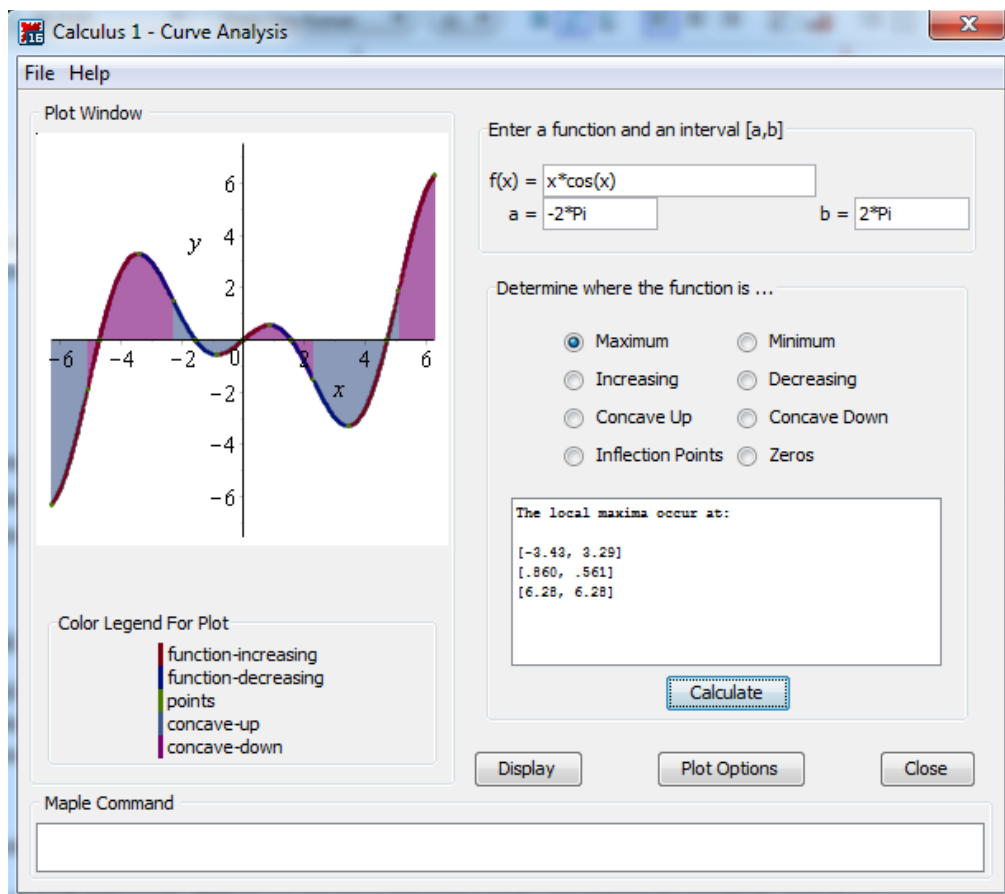 Calculus 1 - Curve Analysis
X
File Help
Plot Window
6
y
4
2
-6 -4 -2 0 2 4 6
x
-2
-4
-6
Color Legend For Plot
function-increasing
function-decreasing
points
concave-up
concave-down
Enter a function and an interval [a,b]
f(x) = x*cos(x)
a = -2*Pi b = 2*Pi
Determine where the function is ...
Maximum Minimum
Increasing Decreasing
Concave Up Concave Down
Inflection Points Zeros
The local maxima occur at:
[-3.43, 3.29]
[.860, .561]
[6.28, 6.28]
Calculate
Display Plot Options Close
Maple Command